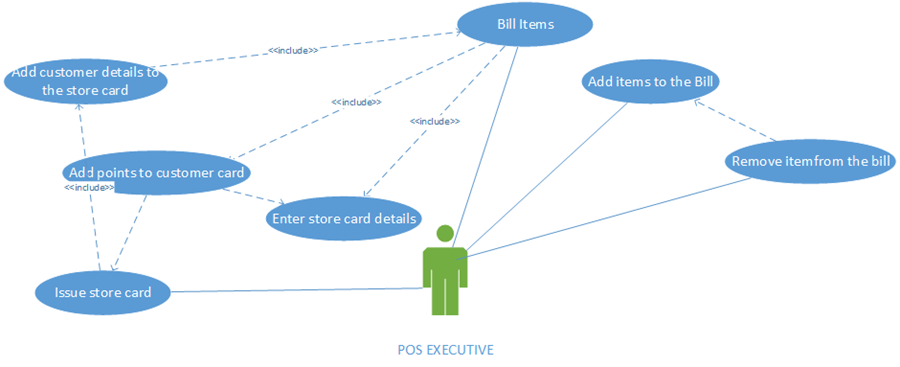 Bill Items
<<include>>
Add customer details to
the store card
Add items to the Bill
<<include>>
<<include>>
Remove itemfrom the bill
Add points to customer card
<<include>>
Enter store card details
Issue store card
POS EXECUTIVE